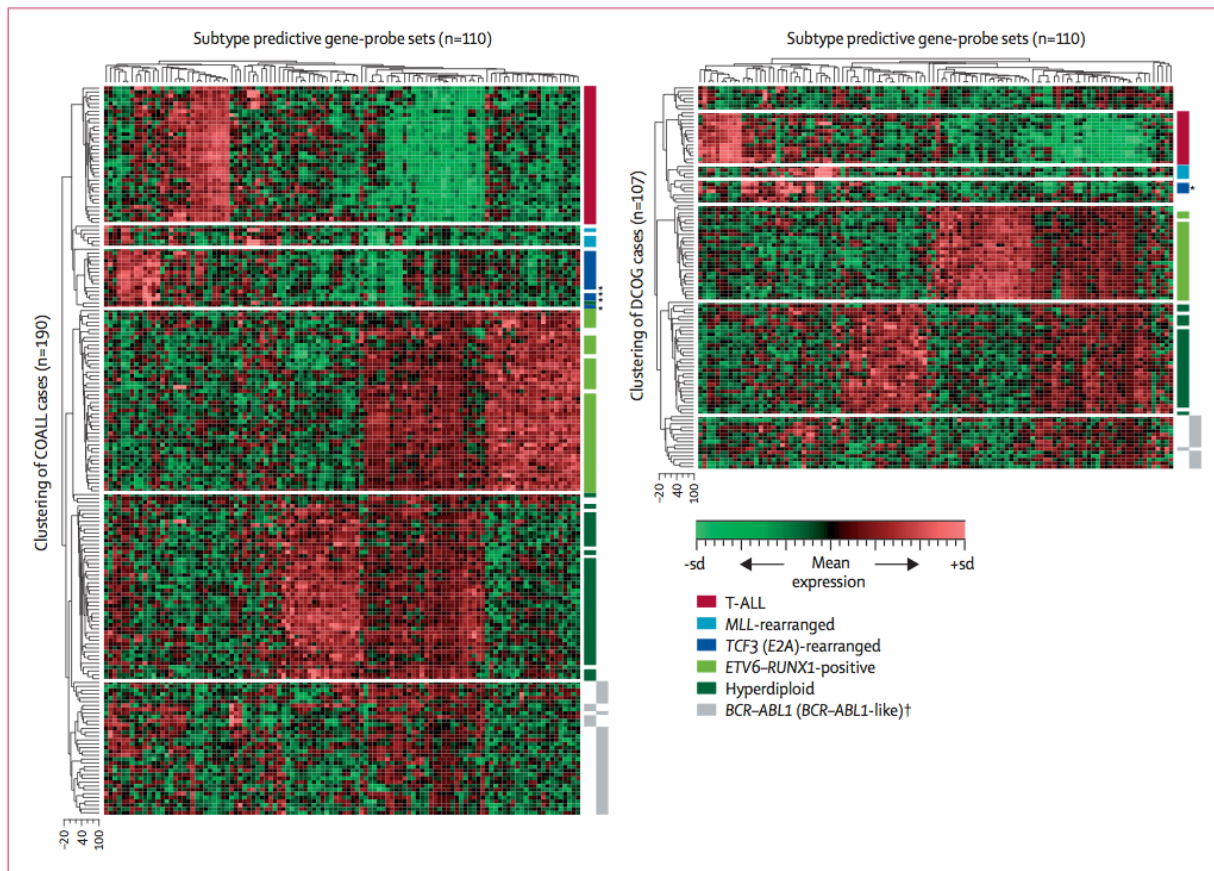 Subtype predictive gene-probe sets (n=110)
Clustering of COALL cases (n=190)
****
*
-20
40
100
Subtype predictive gene-probe sets (n=110)
Clustering of DCOG cases (n=107)
*
-20
40
100
-sd
Mean
expression
+sd
T-ALL
MLL-rearranged
TCF3 (E2A)-rearranged
ETV6–RUNX1-positive
Hyperdiploid
BCR–ABL1 (BCR–ABL1-like)†